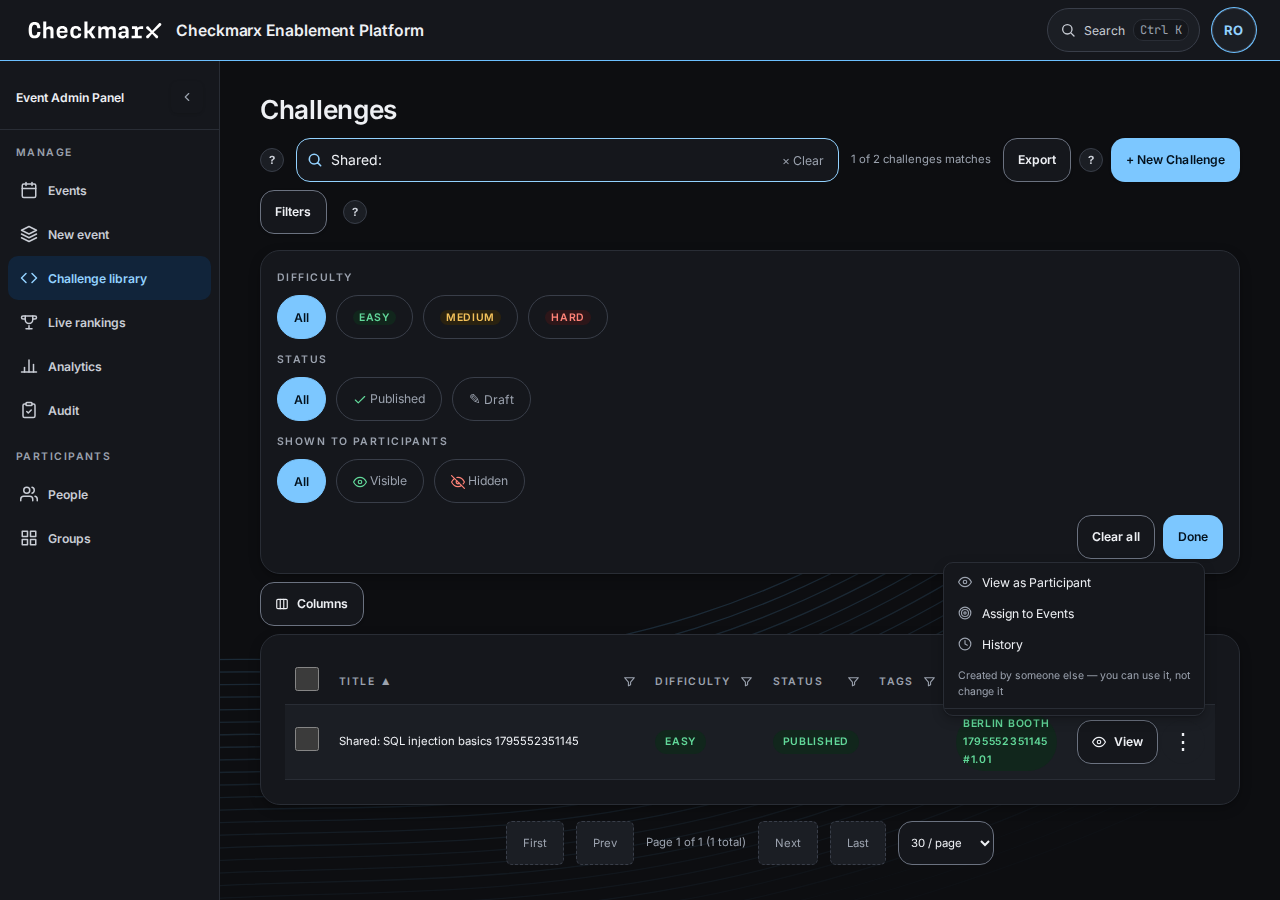 Checkmarx Checkmarx Enablement Platform
Search Ctrl K RO
Event Admin Panel
MANAGE
Events
New event
Challenge library
Live rankings
Analytics
Audit
PARTICIPANTS
People
Groups
Challenges
? Shared: × Clear 1 of 2 challenges matches Export ? + New Challenge
Filters ?
DIFFICULTY
All EASY MEDIUM HARD
STATUS
All Published Draft
SHOWN TO PARTICIPANTS
All Visible Hidden
Clear all Done
Columns
View as Participant
Assign to Events
History
Created by someone else — you can use it, not
change it
TITLE ▲ DIFFICULTY STATUS TAGS
Shared: SQL injection basics 1795552351145 EASY PUBLISHED
BERLIN BOOTH
1795552351145
#1.01
View
First Prev Page 1 of 1 (1 total) Next Last 30 / page